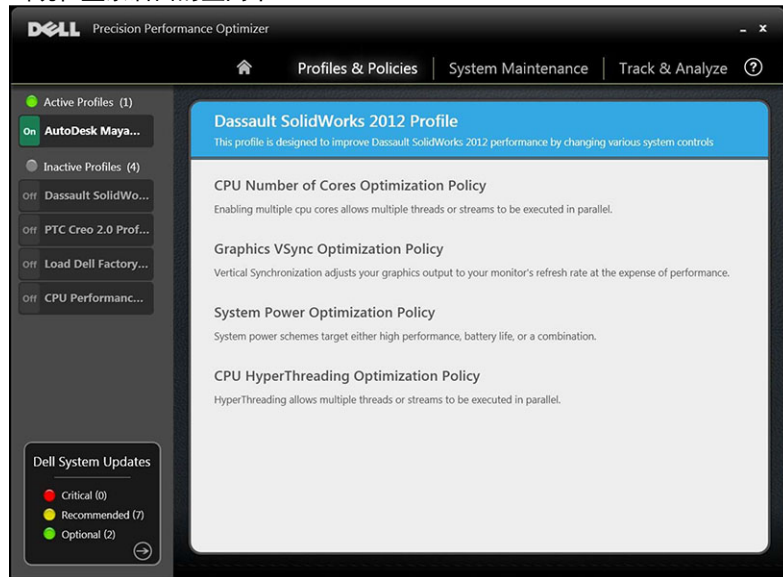 DELL Precision Performance Optimizer
Profiles & Policies
System Maintenance
Track & Analyze
?
Active Profiles (1)
On AutoDesk Maya...
Inactive Profiles (4)
Off Dassault SolidWo...
Off PTC Creo 2.0 Prof...
Off Load Dell Factory...
Off CPU Performanc...
Dell System Updates
Critical (0)
Recommended (7)
Optional (2)
Dassault SolidWorks 2012 Profile
This profile is designed to improve Dassault SolidWorks 2012 performance by changing various system controls
CPU Number of Cores Optimization Policy
Enabling multiple cpu cores allows multiple threads or streams to be executed in parallel.
Graphics VSync Optimization Policy
Vertical Synchronization adjusts your graphics output to your monitor's refresh rate at the expense of performance.
System Power Optimization Policy
System power schemes target either high performance, battery life, or a combination.
CPU HyperThreading Optimization Policy
HyperThreading allows multiple threads or streams to be executed in parallel.